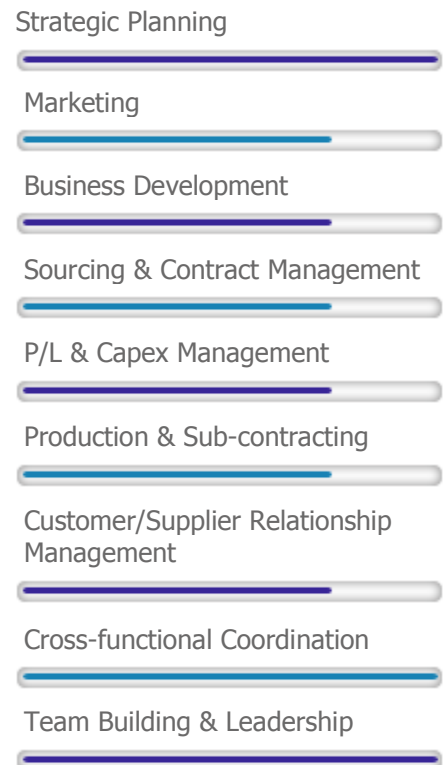 Strategic Planning
Marketing
Business Development
Sourcing & Contract Management
P/L & Capex Management
Production & Sub-contracting
Customer/Supplier Relationship
Management
Cross-functional Coordination
Team Building & Leadership